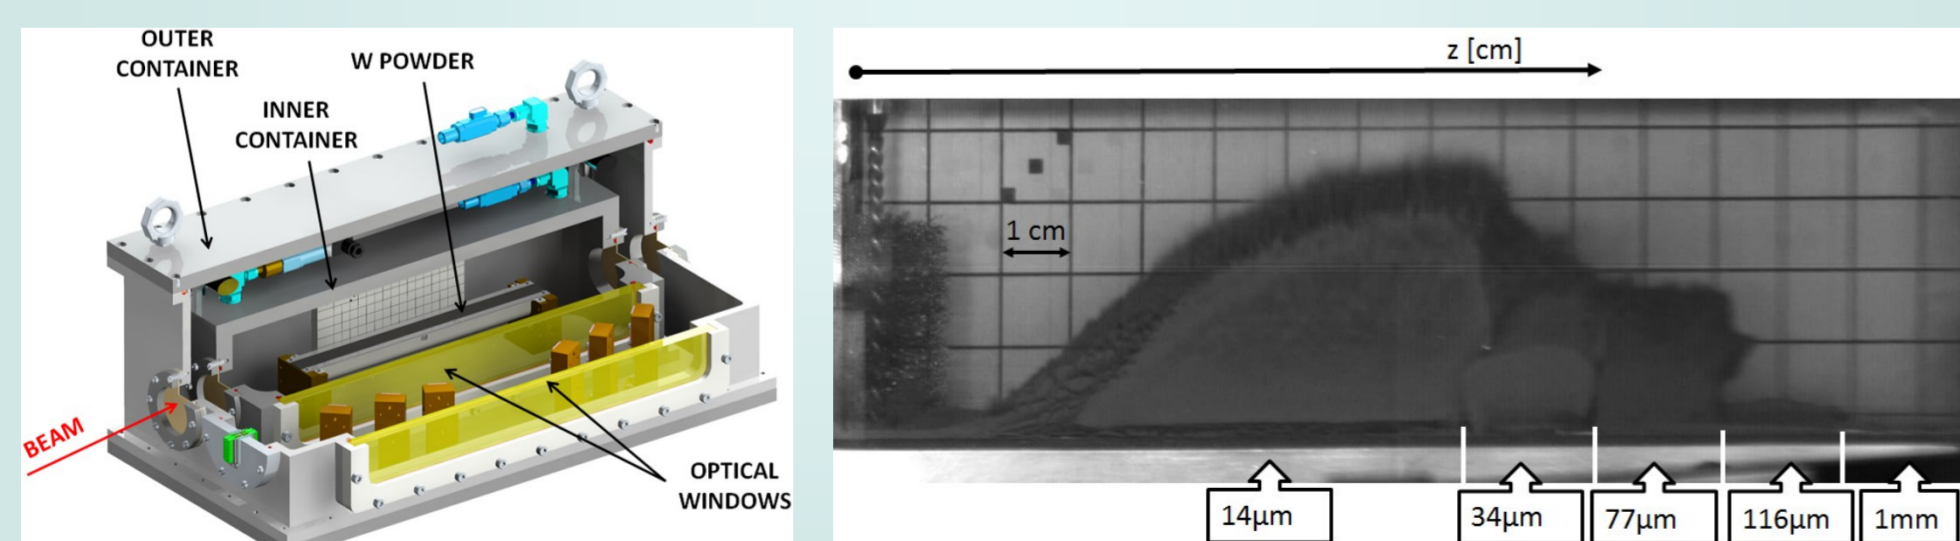 OUTER
CONTAINER
W POWDER
INNER
CONTAINER
BEAM
OPTICAL
WINDOWS
z [cm]
1 cm
14μm
34μm
77μm
116μm
1mm